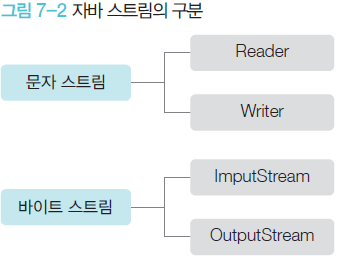 그림 7-2 자바 스트림의 구분
Reader
문자 스트림
Writer
ImputStream
바이트 스트림
OutputStream